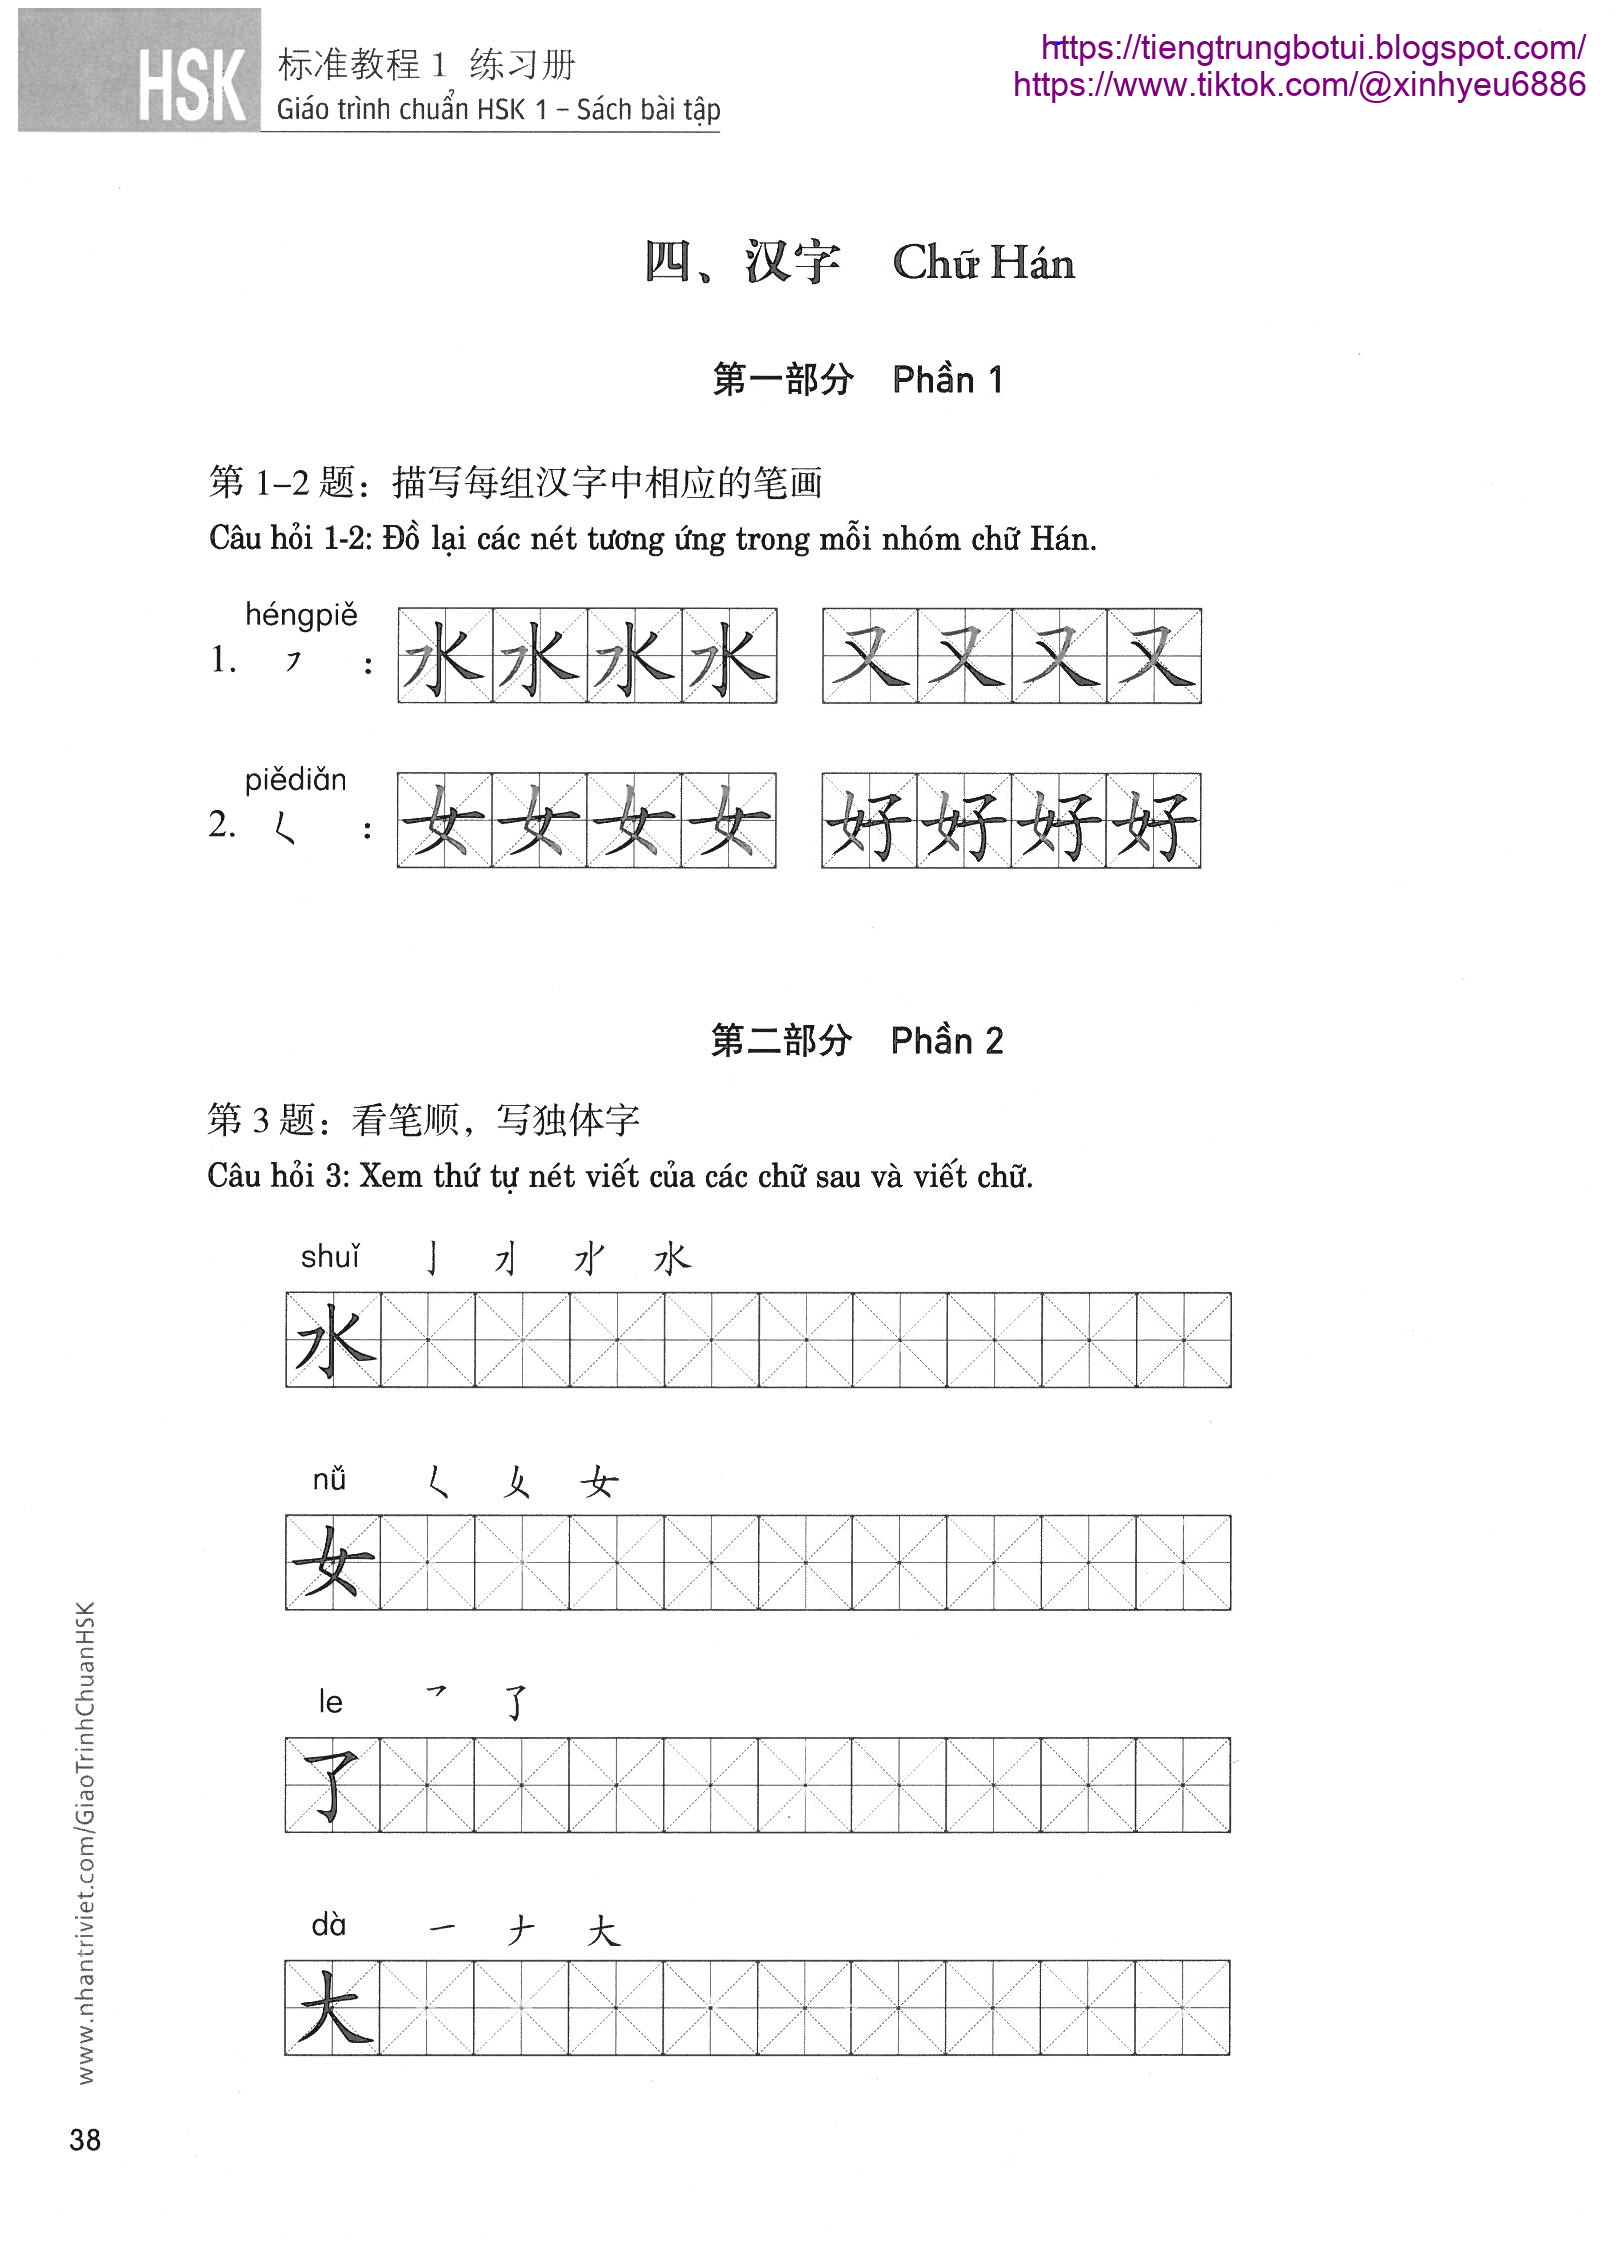 https://tiengtrungbotui.blogspot.com/
https://www.tiktok.com/@xinhyeu6886
HSK 标准教程 1 练习册
Giáo trình chuẩn HSK 1 – Sách bài tập
四、汉字 Chữ Hán
第一部分 Phần 1
第 1–2 题：描写每组汉字中相应的笔画
Câu hỏi 1-2: Đồ lại các nét tương ứng trong mỗi nhóm chữ Hán.
héngpiě
1. ㇇ : 水 水 水 水 又 又 又 又
piědiǎn
2. 𡿨 : 女 女 女 女 好 好 好 好
第二部分 Phần 2
第 3 题：看笔顺，写独体字
Câu hỏi 3: Xem thứ tự nét viết của các chữ sau và viết chữ.
shuǐ 亅 水
水
nǚ 𡿨 女
女
le ㇇ 了
了
dà 一 𠂇 大
大
www.nhantriviet.com/GiaoTrinhChuanHSK
38